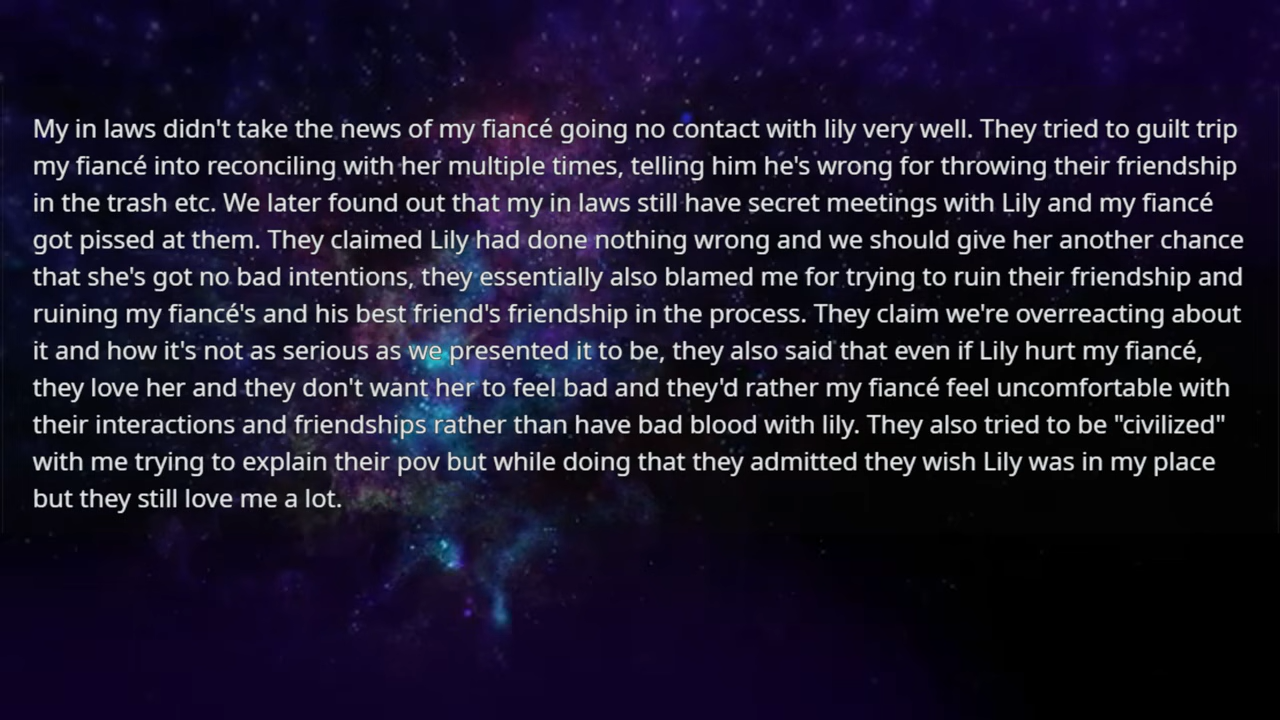 My in laws didn't take the news of my fiancé going no contact with lily very well. They tried to guilt trip
my fiancé into reconciling with her multiple times, telling him he's wrong for throwing their friendship
in the trash etc. We later found out that my in laws still have secret meetings with Lily and my fiancé
got pissed at them. They claimed Lily had done nothing wrong and we should give her another chance
that she's got no bad intentions, they essentially also blamed me for trying to ruin their friendship and
ruining my fiancé's and his best friend's friendship in the process. They claim we're overreacting about
it and how it's not as serious as we presented it to be, they also said that even if Lily hurt my fiancé,
they love her and they don't want her to feel bad and they'd rather my fiancé feel uncomfortable with
their interactions and friendships rather than have bad blood with lily. They also tried to be "civilized"
with me trying to explain their pov but while doing that they admitted they wish Lily was in my place
but they still love me a lot.